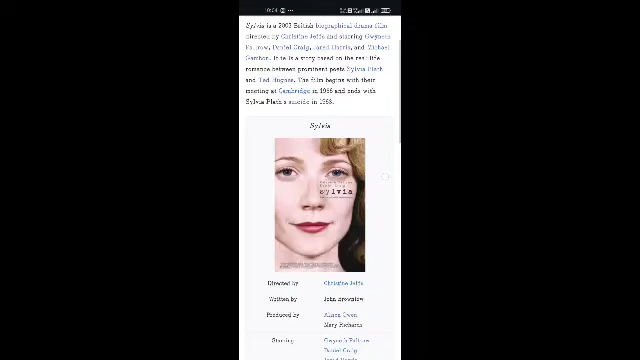 10:04
Sylvia is a 2003 British biographical drama film
directed by Christine Jeffs and starring Gwyneth
Paltrow, Daniel Craig, Jared Harris, and Michael
Gambon. It is a story based on the real-life
romance between prominent poets Sylvia Plath
and Ted Hughes. The film begins with their
meeting at Cambridge in 1956 and ends with
Sylvia Plath's suicide in 1963.
Sylvia
sylvia
Directed by Christine Jeffs
Written by John Brownlow
Produced by Alison Owen
Mary Richards
Starring Gwyneth Paltrow
Daniel Craig
Jared Harris